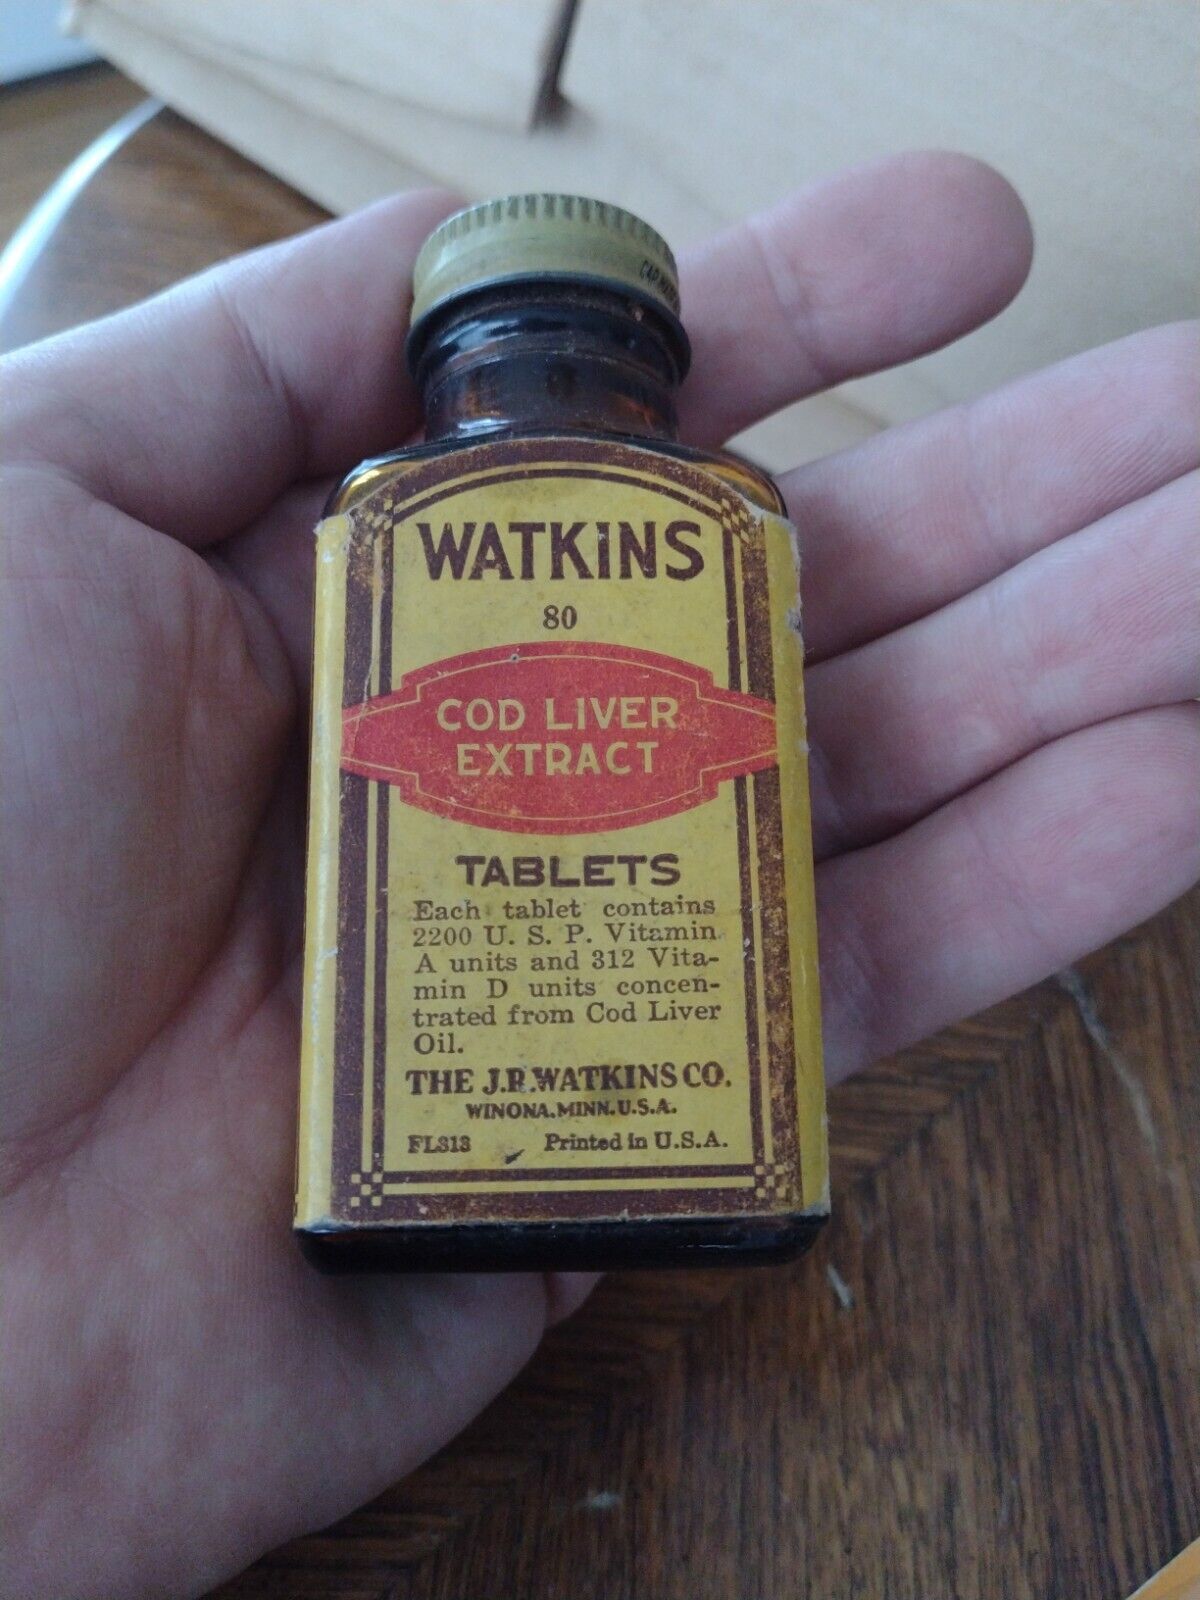 WATKINS
80
COD LIVER
EXTRACT
TABLETS
Each tablet contains
2200 U. S. P. Vitamin
A units and 312 Vita-
min D units concen-
trated from Cod Liver
Oil.
THE J.R.WATKINS CO.
WINONA, MINN. U.S.A.
FL313 Printed in U.S.A.